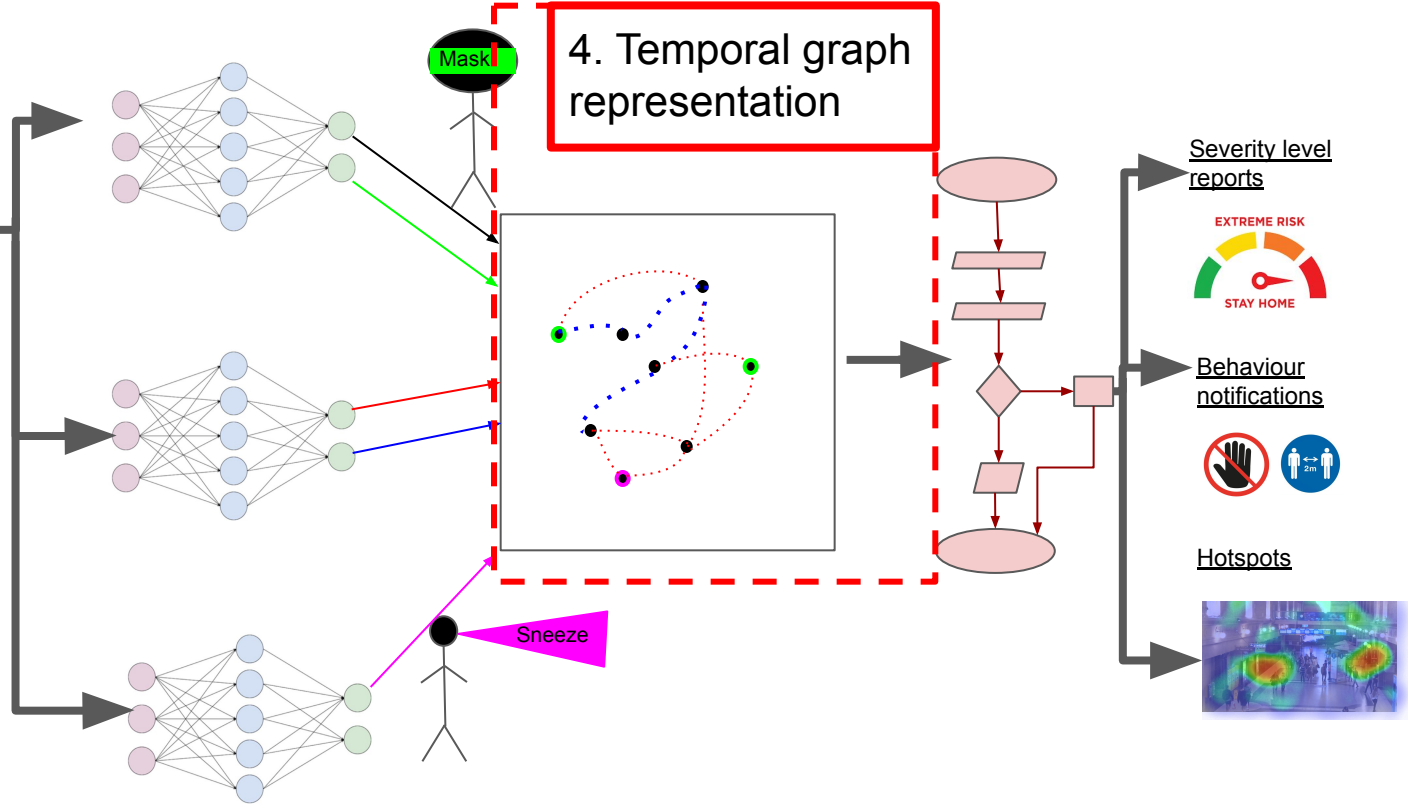 Mask
4. Temporal graph
representation
Severity level
reports
EXTREME RISK
STAY HOME
Behaviour
notifications
2m
Sneeze
Hotspots